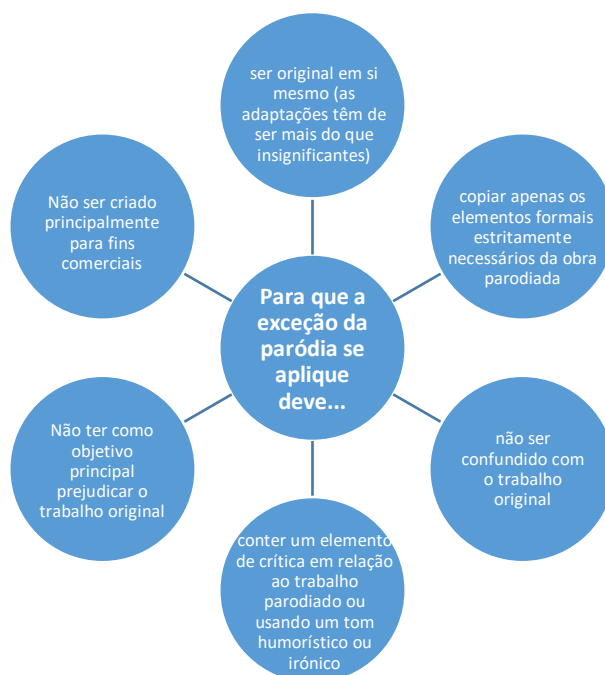 ser original em si
mesmo (as
adaptações têm de
ser mais do que
insignificantes)
Não ser criado
principalmente
para fins
comerciais
copiar apenas os
elementos formais
estritamente
necessários da obra
parodiada
Para que a
exceção da
paródia se
aplique
deve...
Não ter como
objetivo
principal
prejudicar o
trabalho original
não ser
confundido com
o trabalho
original
conter um elemento
de crítica em relação
ao trabalho
parodiado ou
usando um tom
humorístico ou
irónico